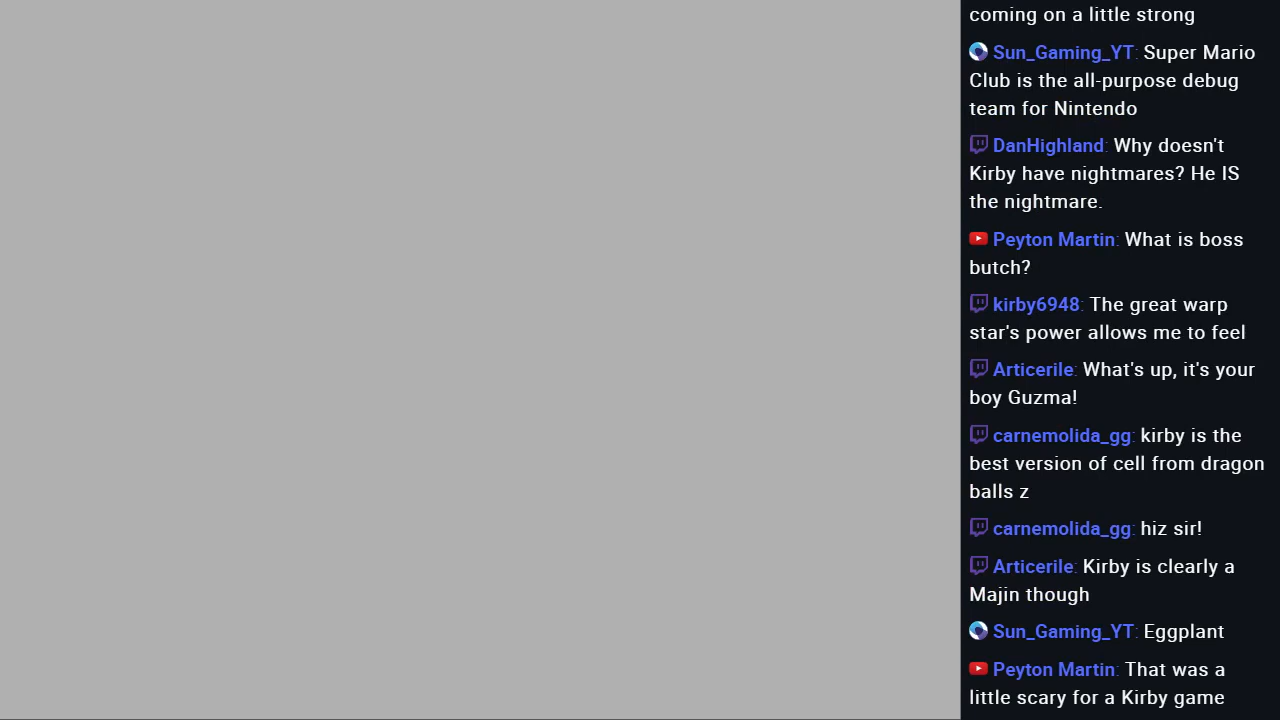 coming on a little strong
Sun_Gaming_YT: Super Mario
Club is the all-purpose debug
team for Nintendo
DanHighland: Why doesn't
Kirby have nightmares? He IS
the nightmare.
Peyton Martin: What is boss
butch?
kirby6948: The great warp
star's power allows me to feel
Articerile: What's up, it's your
boy Guzma!
carnemolida_gg: kirby is the
best version of cell from dragon
balls z
carnemolida_gg: hiz sir!
Articerile: Kirby is clearly a
Majin though
Sun_Gaming_YT: Eggplant
Peyton Martin: That was a
little scary for a Kirby game